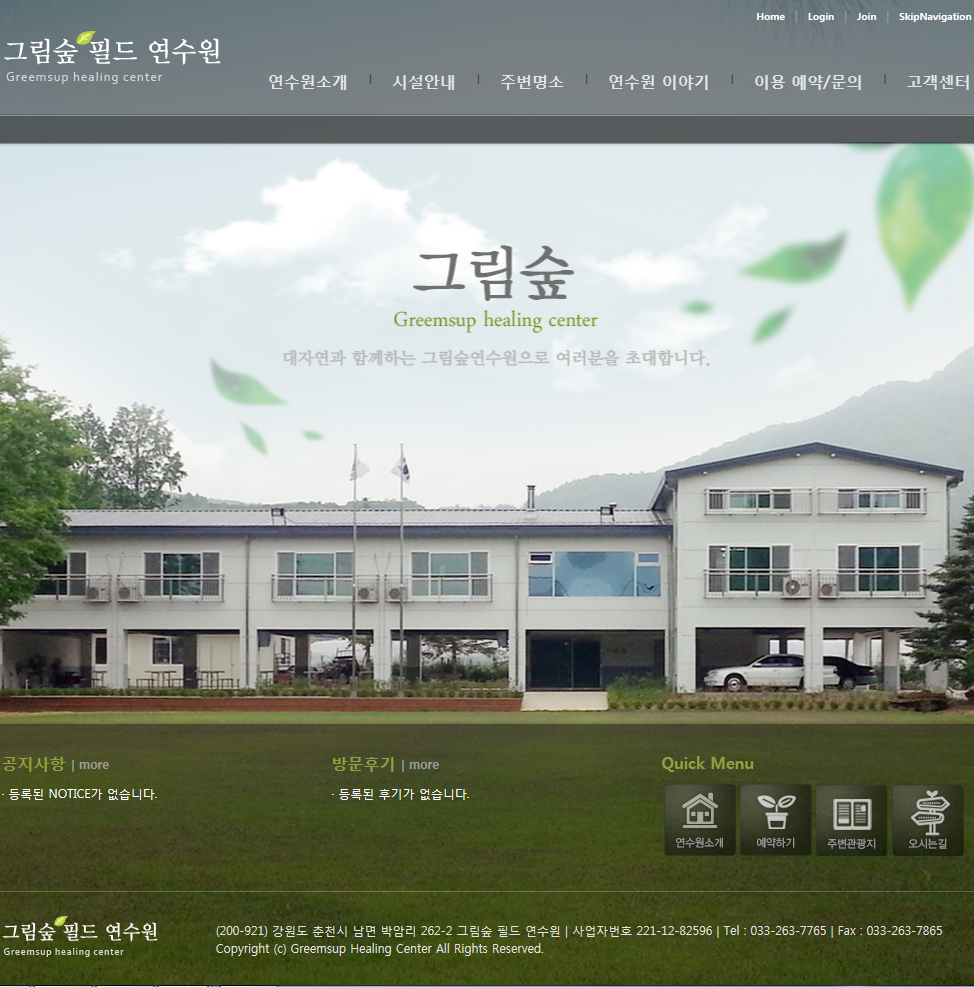 Home | Login | Join | SkipNavigation
그림숲 필드 연수원
Greemsup healing center
연수원소개 | 시설안내 | 주변명소 | 연수원 이야기 | 이용 예약/문의 | 고객센터
그림숲
Greemsup healing center
대자연과 함께하는 그림숲연수원으로 여러분을 초대합니다.
공지사항 | more
· 등록된 NOTICE가 없습니다.
방문후기 | more
· 등록된 후기가 없습니다.
Quick Menu
연수원소개 예약하기 주변관광지 오시는길
그림숲 필드 연수원
Greemsup healing center
(200-921) 강원도 춘천시 남면 박암리 262-2 그림숲 필드 연수원 | 사업자번호 221-12-82596 | Tel : 033-263-7765 | Fax : 033-263-7865
Copyright (c) Greemsup Healing Center All Rights Reserved.